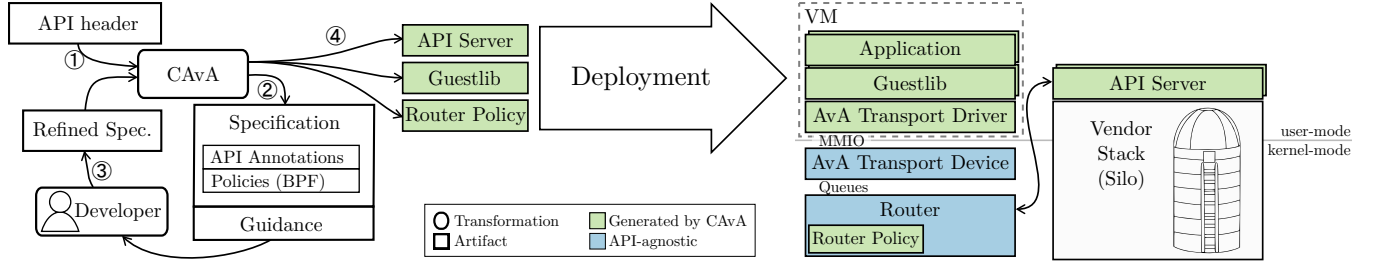 API header
①
CAvA
②
Refined Spec.
③
Developer
Specification
API Annotations
Policies (BPF)
Guidance
④
API Server
Guestlib
Router Policy
Deployment
Transformation
Artifact
Generated by CAvA
API-agnostic
VM
Application
Guestlib
AvA Transport Driver
MMIO
AvA Transport Device
Queues
Router
Router Policy
API Server
Vendor
Stack
(Silo)
user-mode
kernel-mode